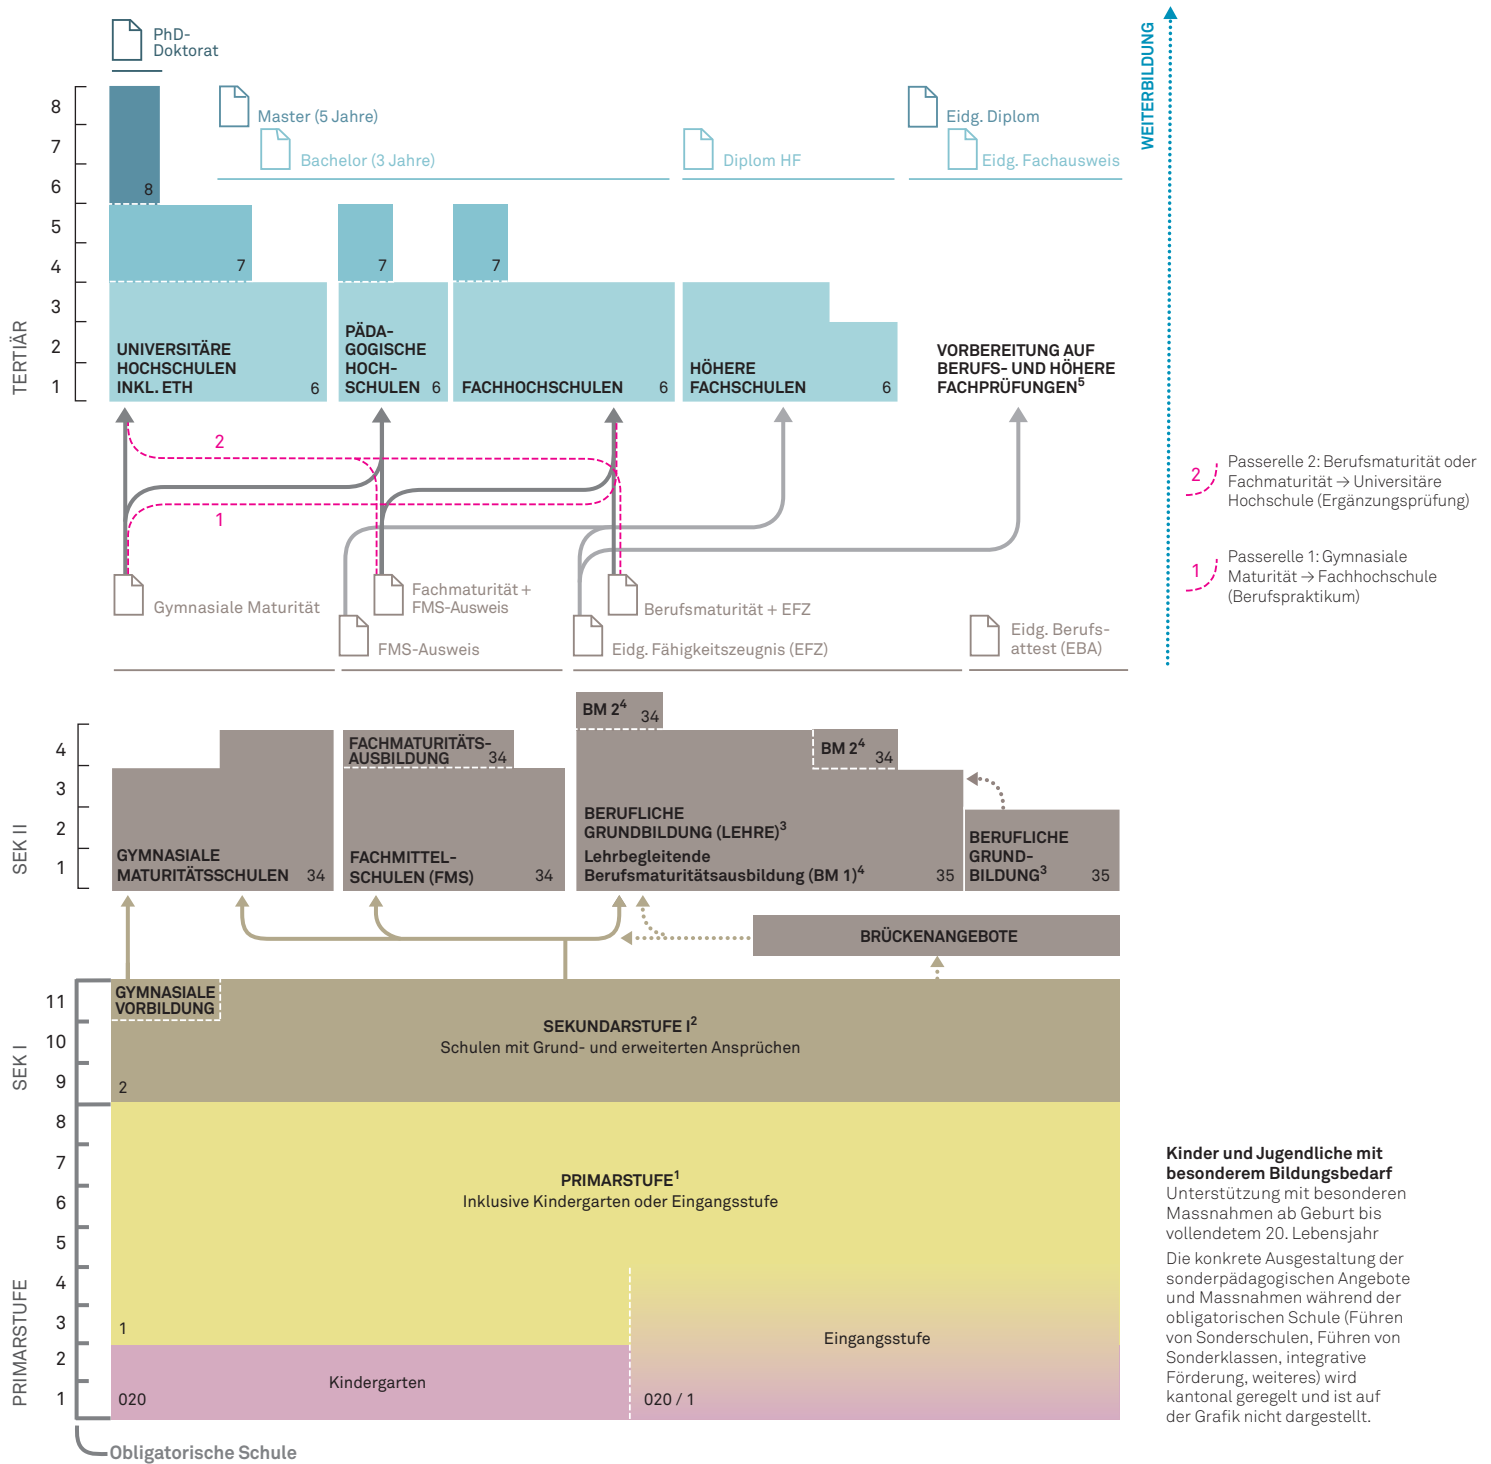 PhD-
Doktorat
Master (5 Jahre)
Bachelor (3 Jahre)
Diplom HF
Eidg. Diplom
Eidg. Fachausweis
WEITERBILDUNG
TERTIÄR
8
7
6
5
4
3
2
1
8
7
7
7
UNIVERSITÄRE
HOCHSCHULEN
INKL. ETH
6
PÄDA-
GOGISCHE
HOCH-
SCHULEN
6
FACHHOCHSCHULEN
6
HÖHERE
FACHSCHULEN
6
VORBEREITUNG AUF
BERUFS- UND HÖHERE
FACHPRÜFUNGEN⁵
2
1
2
Passerelle 2: Berufsmaturität oder
Fachmaturität → Universitäre
Hochschule (Ergänzungsprüfung)
1
Passerelle 1: Gymnasiale
Maturität → Fachhochschule
(Berufspraktikum)
Gymnasiale Maturität
Fachmaturität +
FMS-Ausweis
FMS-Ausweis
Berufsmaturität + EFZ
Eidg. Fähigkeitszeugnis (EFZ)
Eidg. Berufs-
attest (EBA)
SEK II
4
3
2
1
GYMNASIALE
MATURITÄTSSCHULEN
34
FACHMATURITÄTS-
AUSBILDUNG
34
FACHMITTEL-
SCHULEN (FMS)
34
BM 2⁴
34
BM 2⁴
34
BERUFLICHE
GRUNDBILDUNG (LEHRE)³
Lehrbegleitende
Berufsmaturitätsausbildung (BM 1)⁴
35
BERUFLICHE
GRUND-
BILDUNG³
35
BRÜCKENANGEBOTE
SEK I
11
10
9
GYMNASIALE
VORBILDUNG
SEKUNDARSTUFE I²
Schulen mit Grund- und erweiterten Ansprüchen
2
PRIMARSTUFE
8
7
6
5
4
3
2
1
PRIMARSTUFE¹
Inklusive Kindergarten oder Eingangsstufe
1
Kindergarten
020
Eingangsstufe
020 / 1
Obligatorische Schule
Kinder und Jugendliche mit
besonderem Bildungsbedarf
Unterstützung mit besonderen
Massnahmen ab Geburt bis
vollendetem 20. Lebensjahr
Die konkrete Ausgestaltung der
sonderpädagogischen Angebote
und Massnahmen während der
obligatorischen Schule (Führen
von Sonderschulen, Führen von
Sonderklassen, integrative
Förderung, weiteres) wird
kantonal geregelt und ist auf
der Grafik nicht dargestellt.